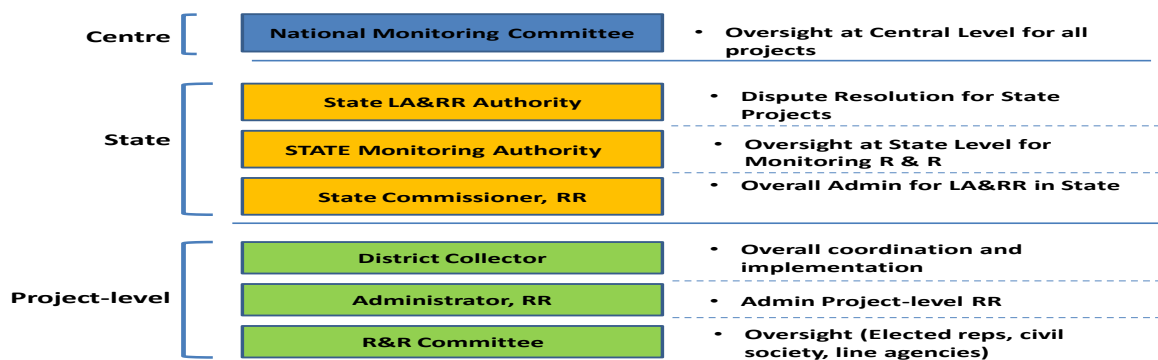 Centre
National Monitoring Committee
• Oversight at Central Level for all
projects
State
State LA&RR Authority
• Dispute Resolution for State
Projects
STATE Monitoring Authority
• Oversight at State Level for
Monitoring R & R
State Commissioner, RR
• Overall Admin for LA&RR in State
Project-level
District Collector
• Overall coordination and
implementation
Administrator, RR
• Admin Project-level RR
R&R Committee
• Oversight (Elected reps, civil
society, line agencies)